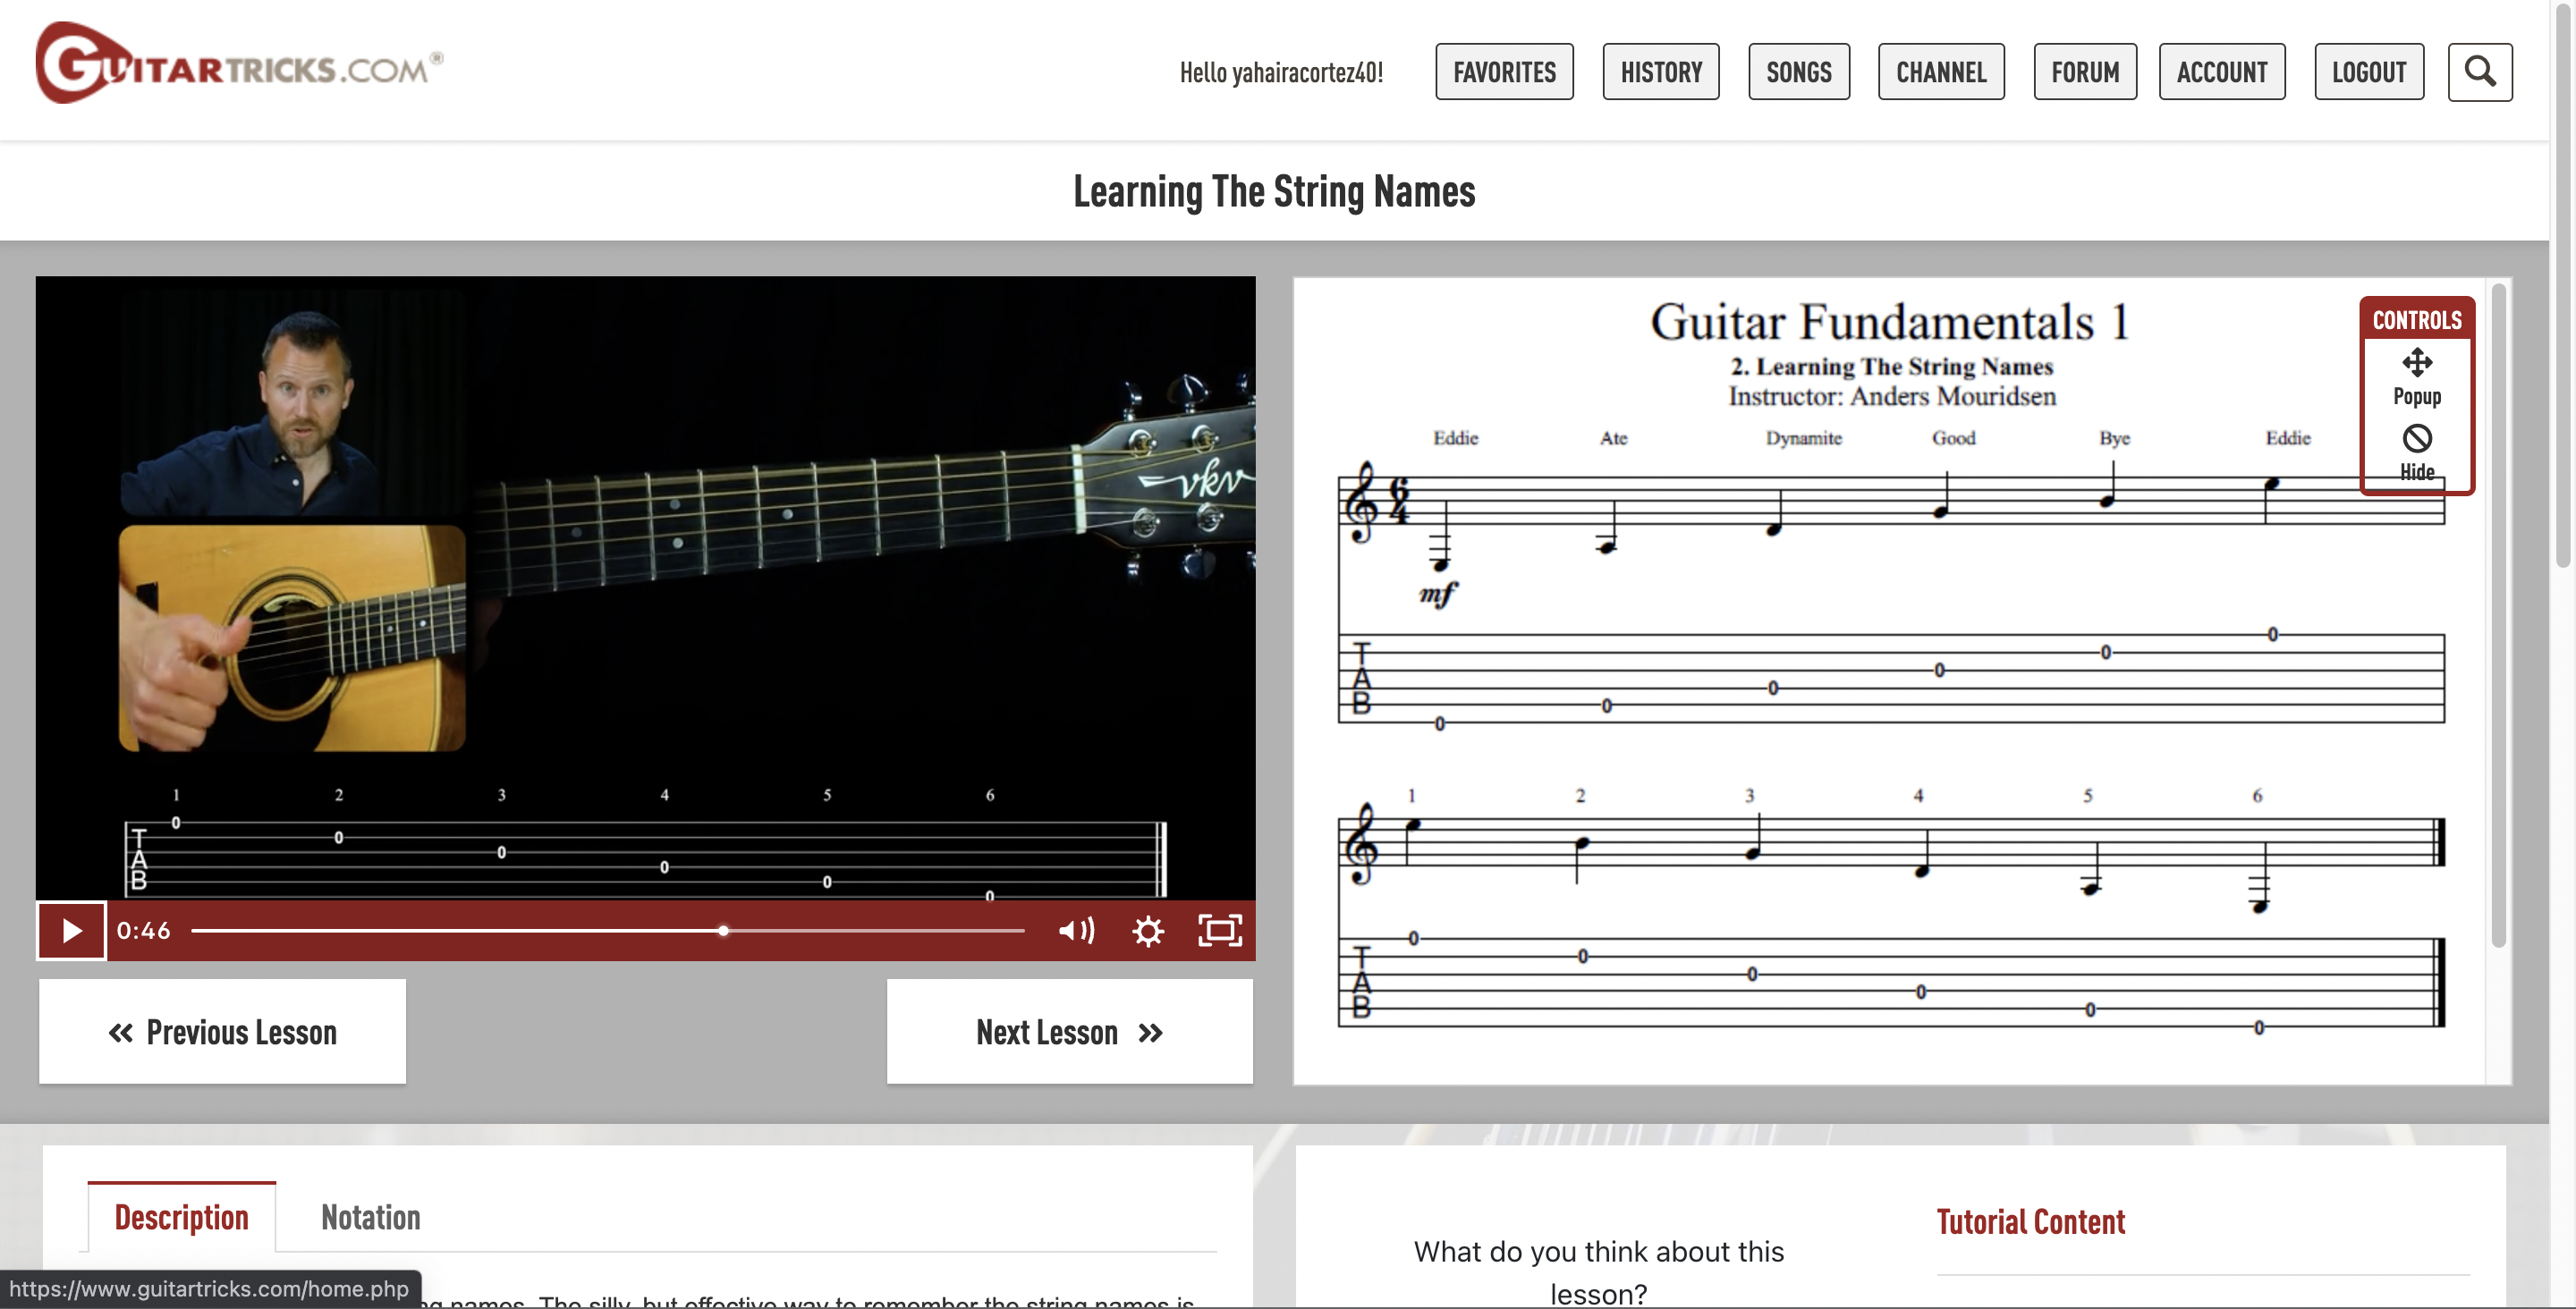 GUITARTRICKS.COM®
Hello yahairacortez40!
FAVORITES
HISTORY
SONGS
CHANNEL
FORUM
ACCOUNT
LOGOUT
Learning The String Names
vkv
1 2 3 4 5 6
T
A
B
0 0 0 0 0 0
0:46
« Previous Lesson
Next Lesson »
Guitar Fundamentals 1
2. Learning The String Names
Instructor: Anders Mouridsen
CONTROLS
Popup
Hide
Eddie Ate Dynamite Good Bye Eddie
6
4
mf
T
A
B
0 0 0 0 0 0
1 2 3 4 5 6
T
A
B
0 0 0 0 0 0
Description
Notation
What do you think about this
lesson?
Tutorial Content
https://www.guitartricks.com/home.php
ng names. The silly, but effective way to remember the string names is